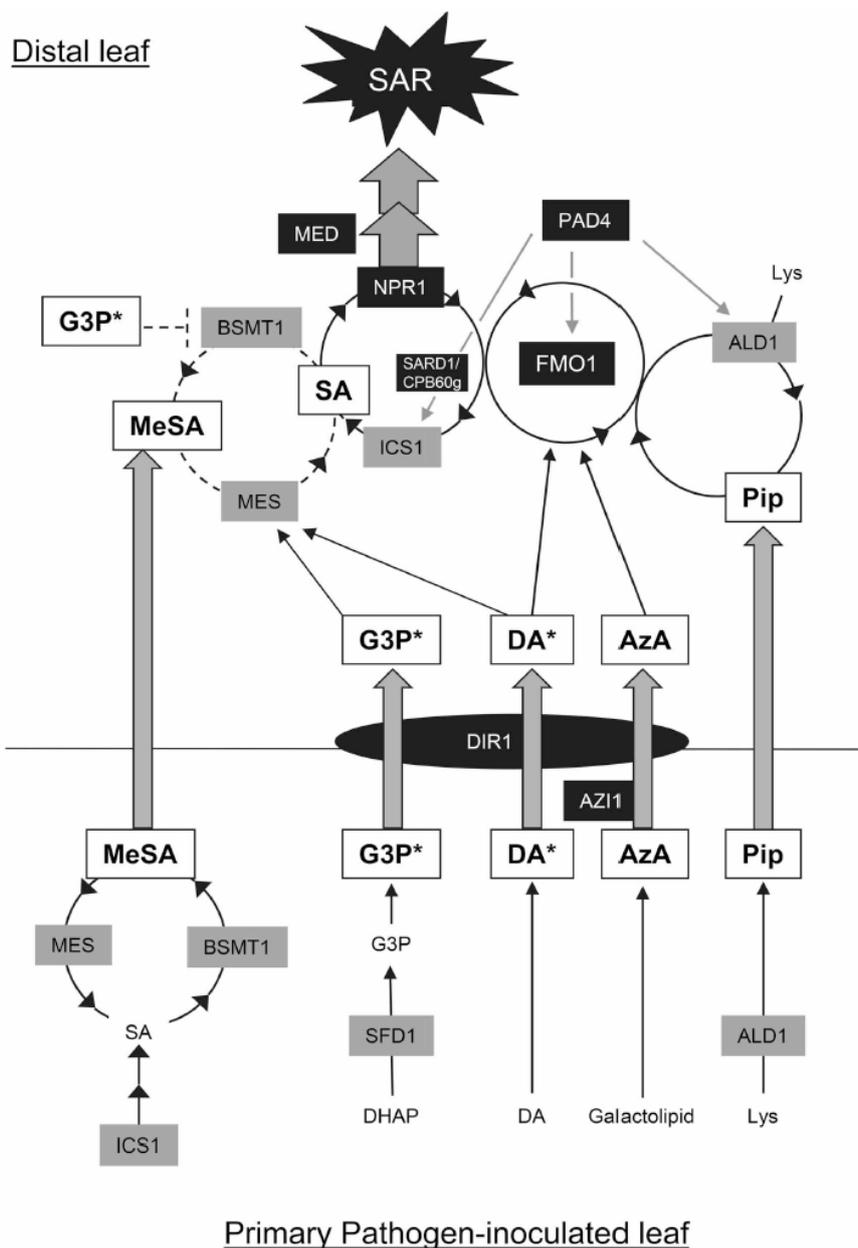 Distal leaf
SAR
MED
PAD4
NPR1
Lys
G3P*
BSMT1
ALD1
SARD1/
CPB60g
FMO1
SA
MeSA
ICS1
MES
Pip
G3P*
DA*
AzA
DIR1
AZI1
MeSA
G3P*
DA*
AzA
Pip
MES
BSMT1
G3P
SA
SFD1
ALD1
DHAP
DA
Galactolipid
Lys
ICS1
Primary Pathogen-inoculated leaf